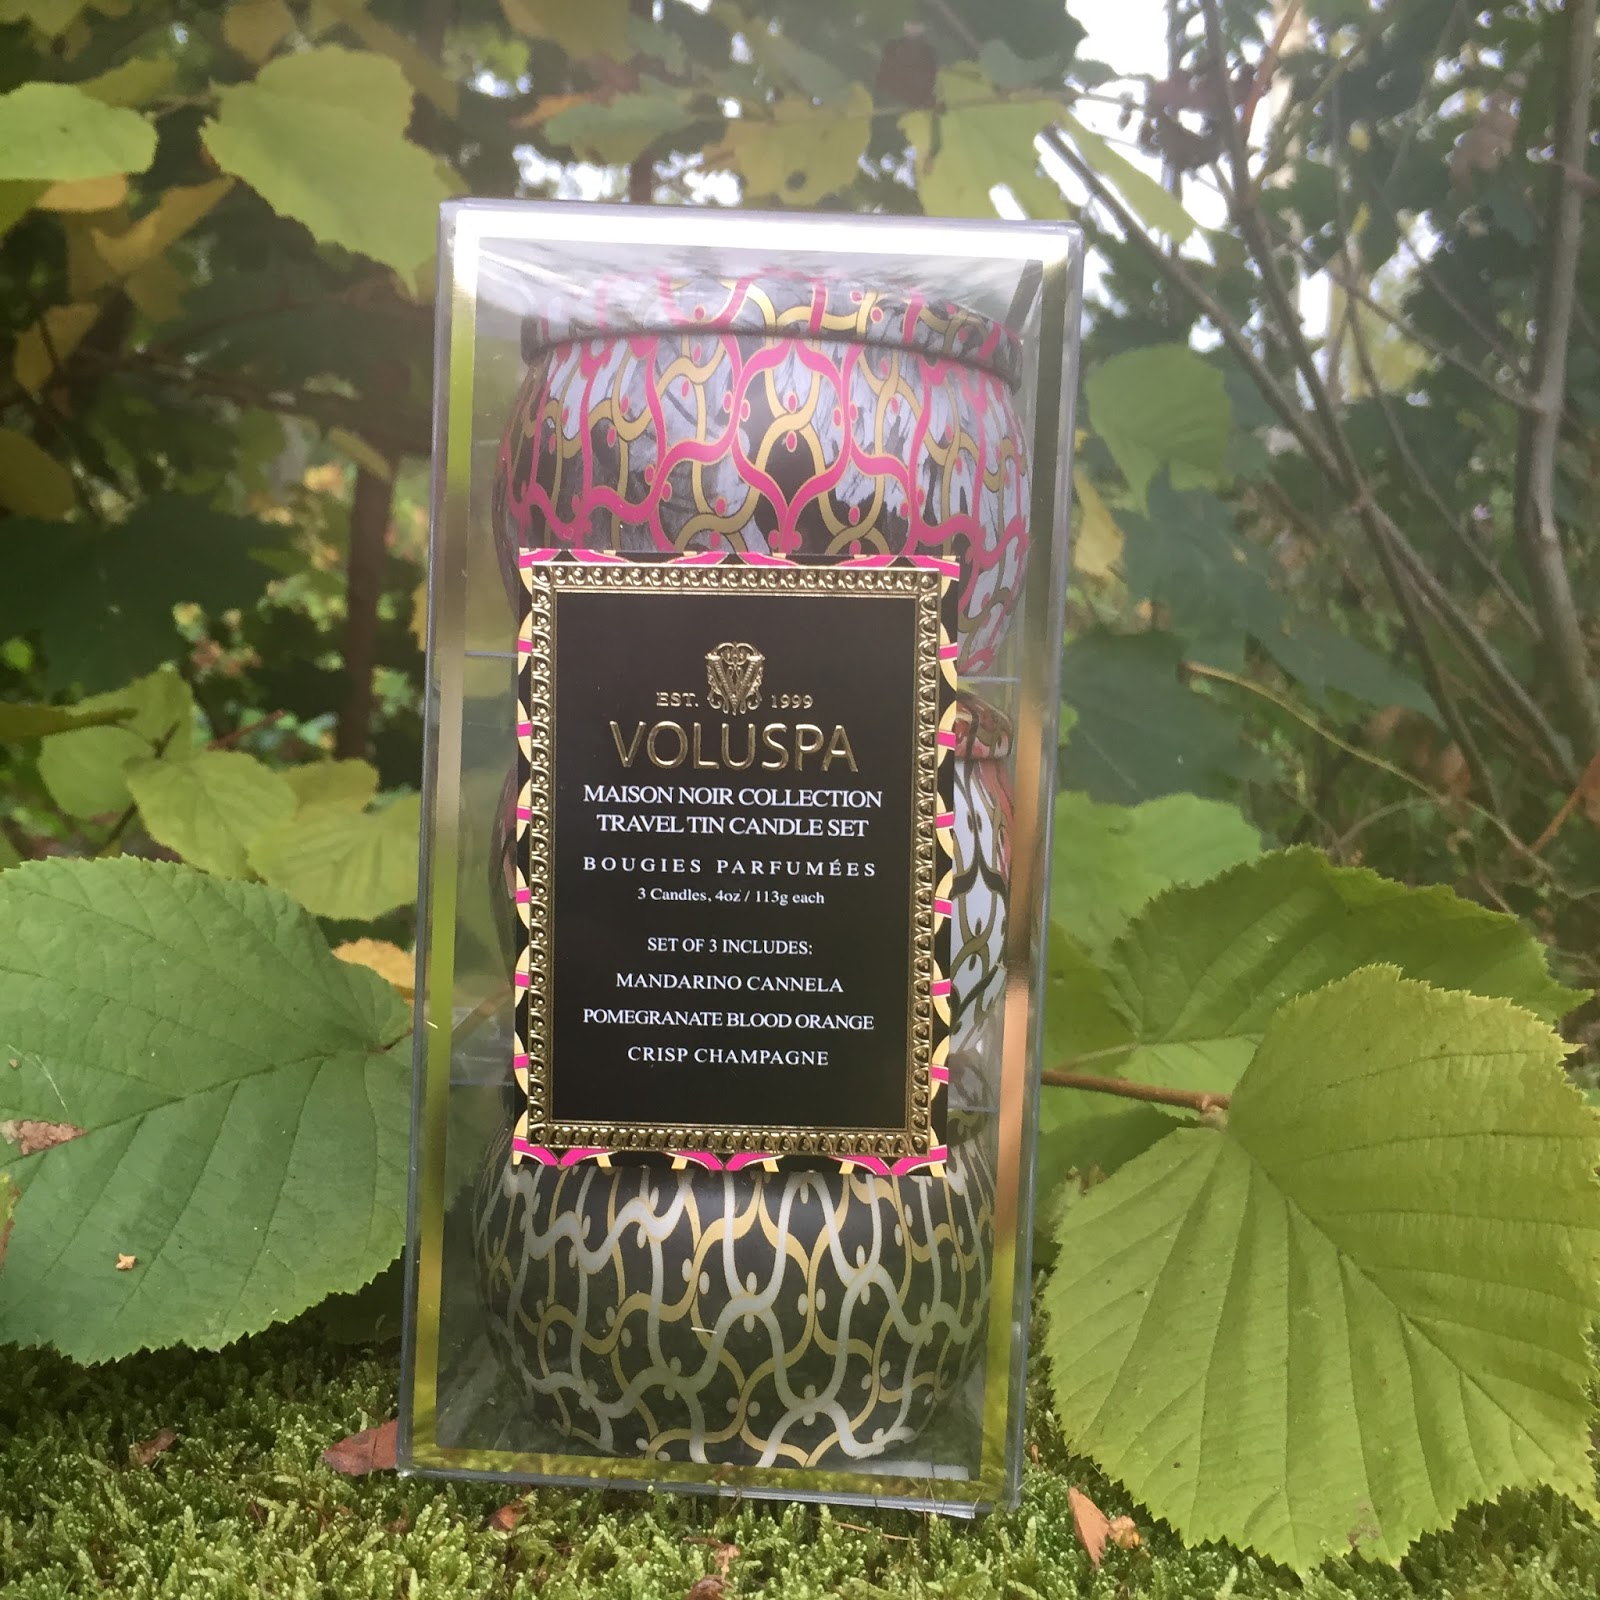 EST. 1999
VOLUSPA
MAISON NOIR COLLECTION
TRAVEL TIN CANDLE SET
BOUGIES PARFUMÉES
3 Candles, 4oz / 113g each
SET OF 3 INCLUDES:
MANDARINO CANNELA
POMEGRANATE BLOOD ORANGE
CRISP CHAMPAGNE